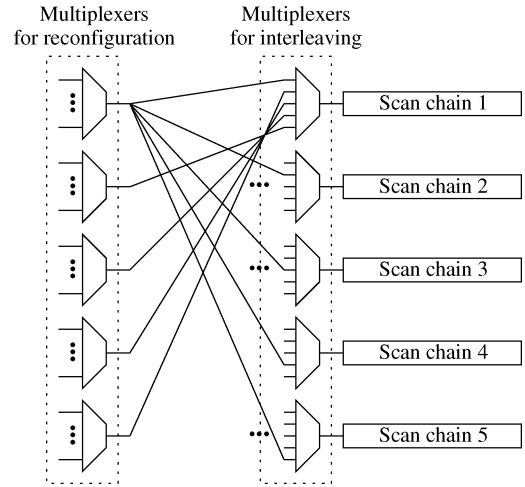 Multiplexers
for reconfiguration
Multiplexers
for interleaving
Scan chain 1
Scan chain 2
Scan chain 3
Scan chain 4
Scan chain 5